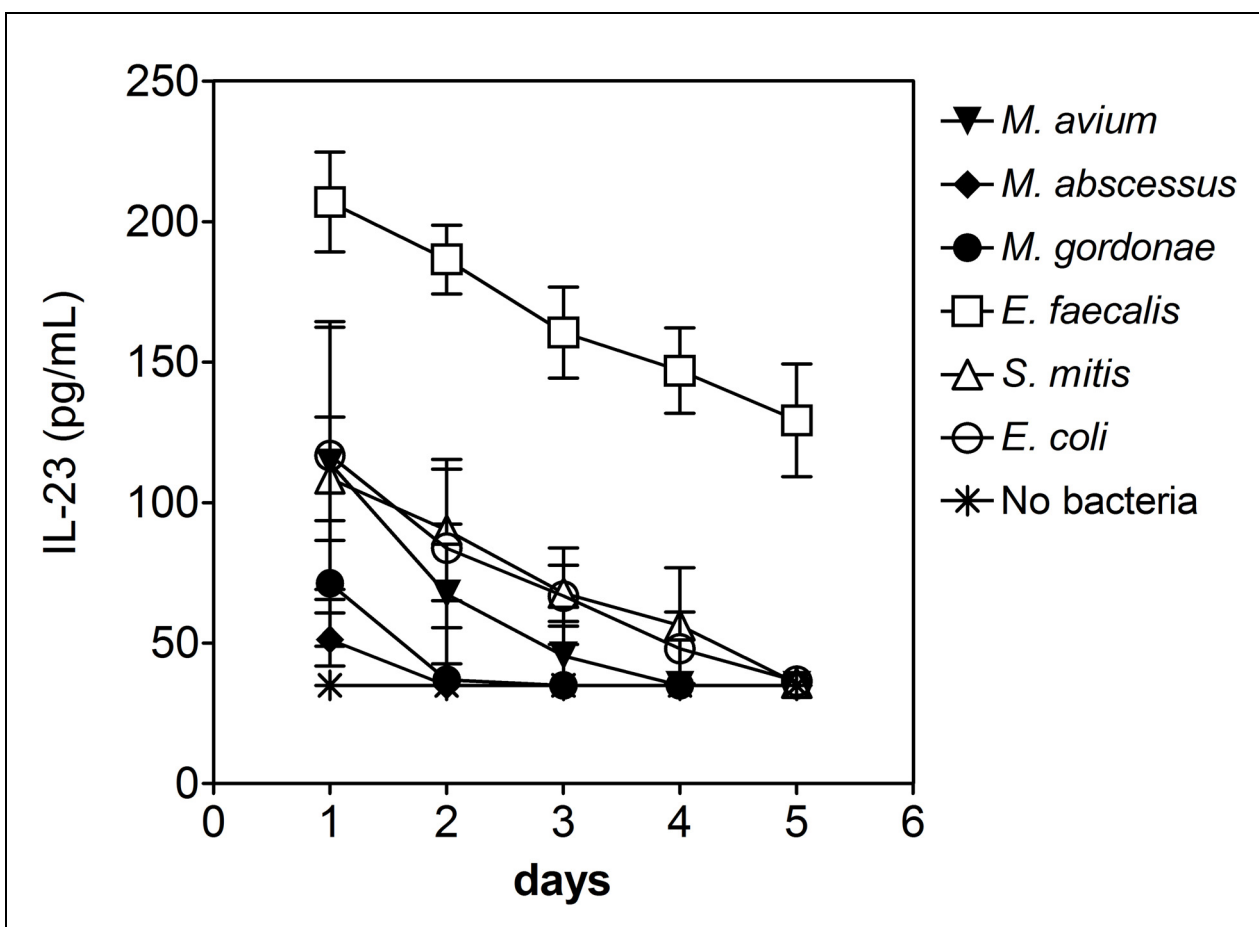 250
200
150
100
50
0
IL-23 (pg/mL)
0 1 2 3 4 5 6
days
M. avium
M. abscessus
M. gordonae
E. faecalis
S. mitis
E. coli
No bacteria